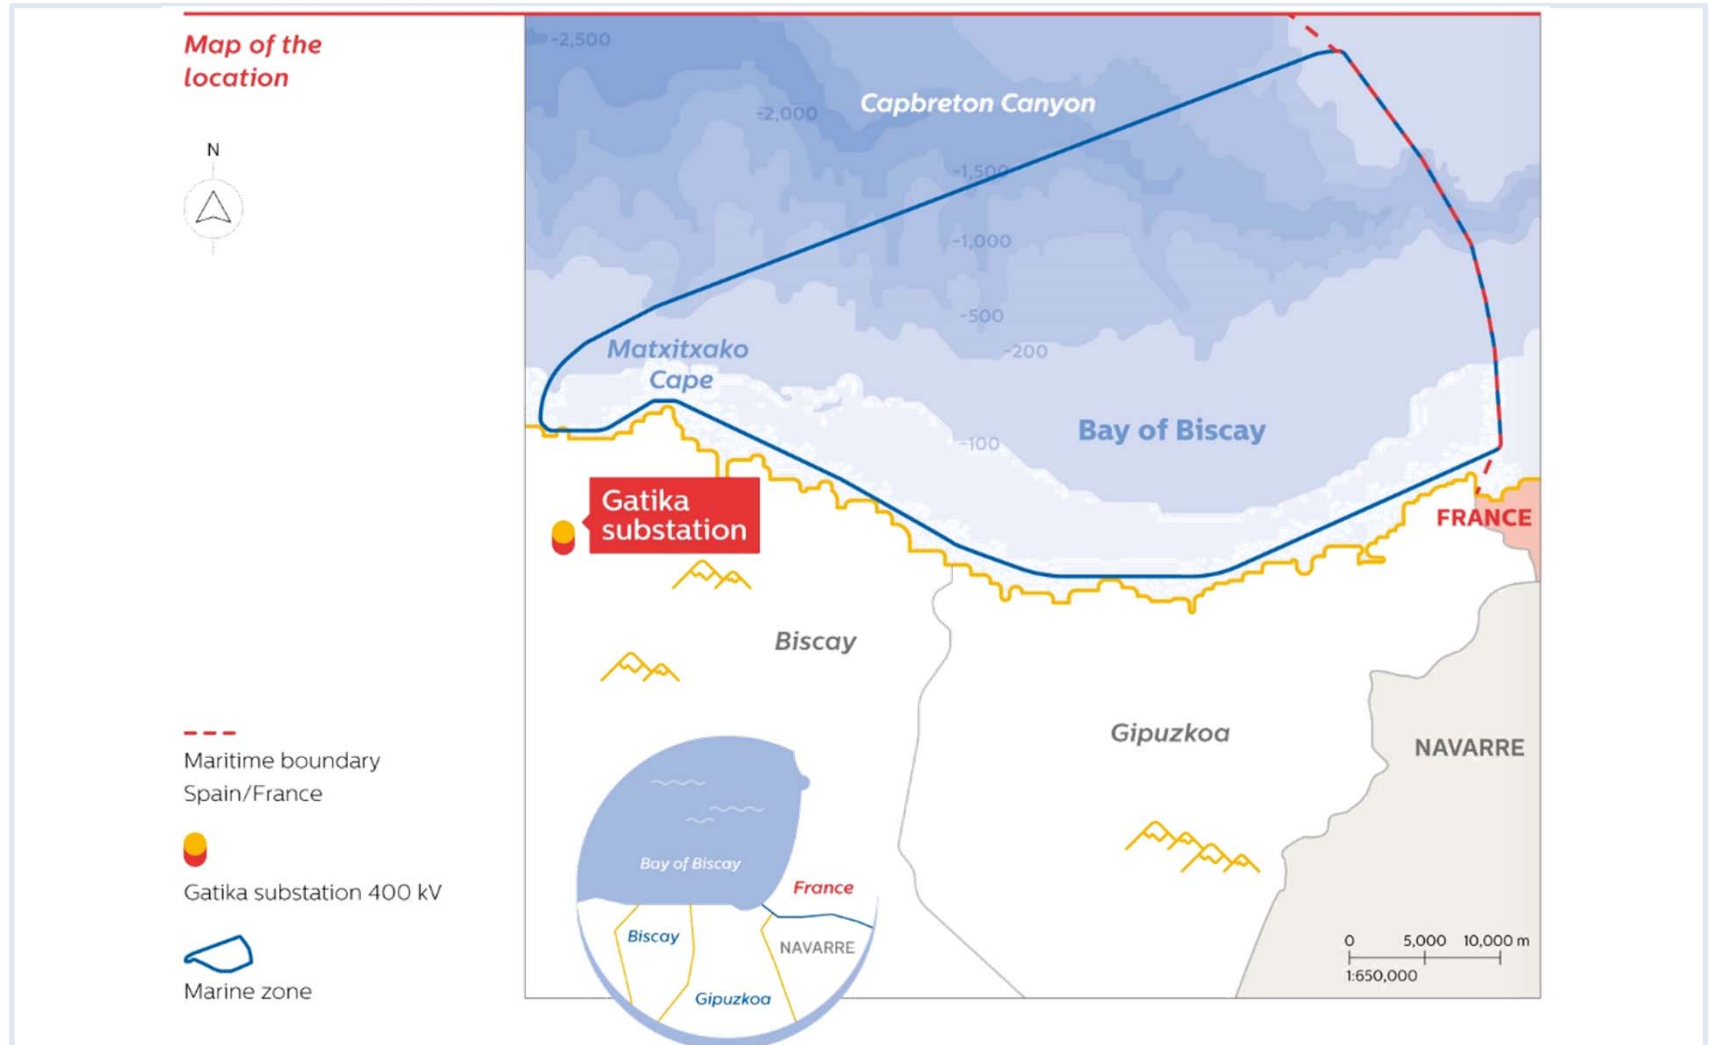 Map of the
location
N
-2,500
-2,000
Capbreton Canyon
-1,500
-1,000
-500
-200
Matxitxako
Cape
-100
Bay of Biscay
Gatika
substation
FRANCE
Biscay
Gipuzkoa
NAVARRE
Maritime boundary
Spain/France
Gatika substation 400 kV
Marine zone
Bay of Biscay
France
Biscay
NAVARRE
Gipuzkoa
0 5,000 10,000 m
1:650,000